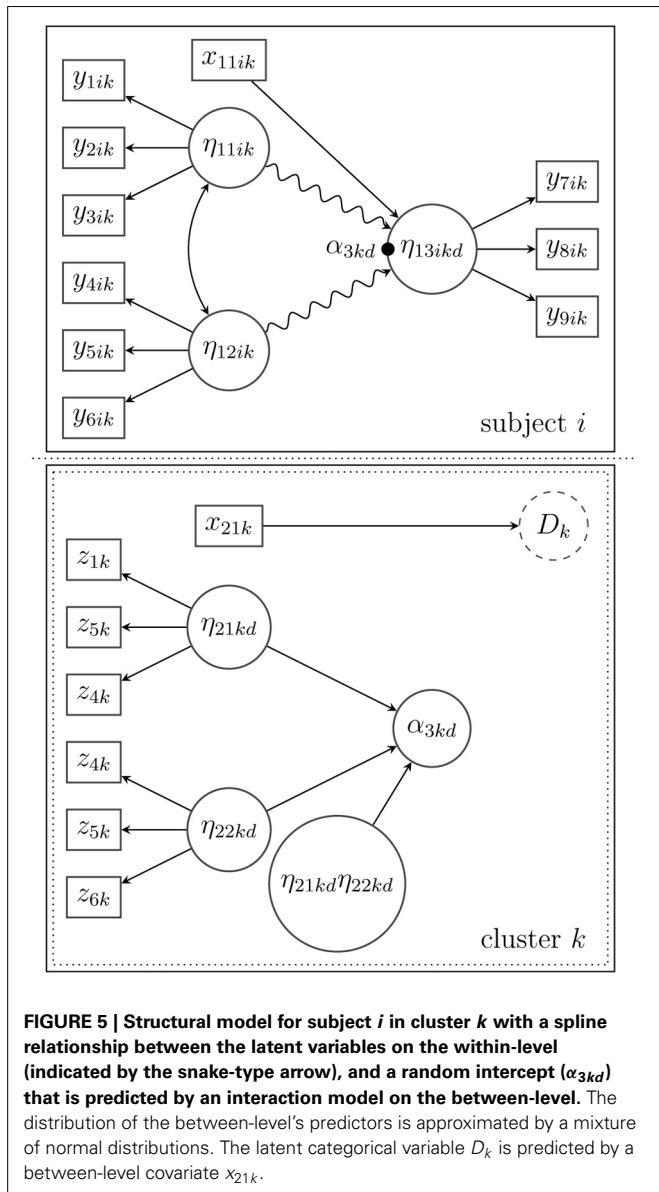 x11ik
y1ik
y2ik
y3ik
y4ik
y5ik
y6ik
η11ik
η12ik
α3kd
η13ikd
y7ik
y8ik
y9ik
subject i
x21k
Dk
z1k
z5k
z4k
z4k
z5k
z6k
η21kd
η22kd
α3kd
η21kdη22kd
cluster k
FIGURE 5 | Structural model for subject i in cluster k with a spline
relationship between the latent variables on the within-level
(indicated by the snake-type arrow), and a random intercept (α3kd)
that is predicted by an interaction model on the between-level. The
distribution of the between-level's predictors is approximated by a mixture
of normal distributions. The latent categorical variable Dk is predicted by a
between-level covariate x21k.